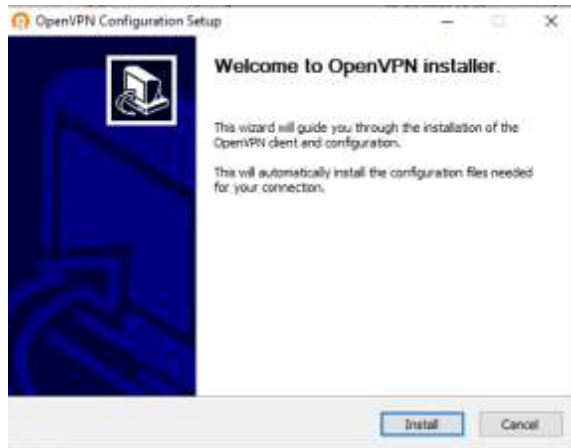 OpenVPN Configuration Setup
Welcome to OpenVPN installer.
This wizard will guide you through the installation of the
OpenVPN client and configuration.
This will automatically install the configuration files needed
for your connection.
Install
Cancel